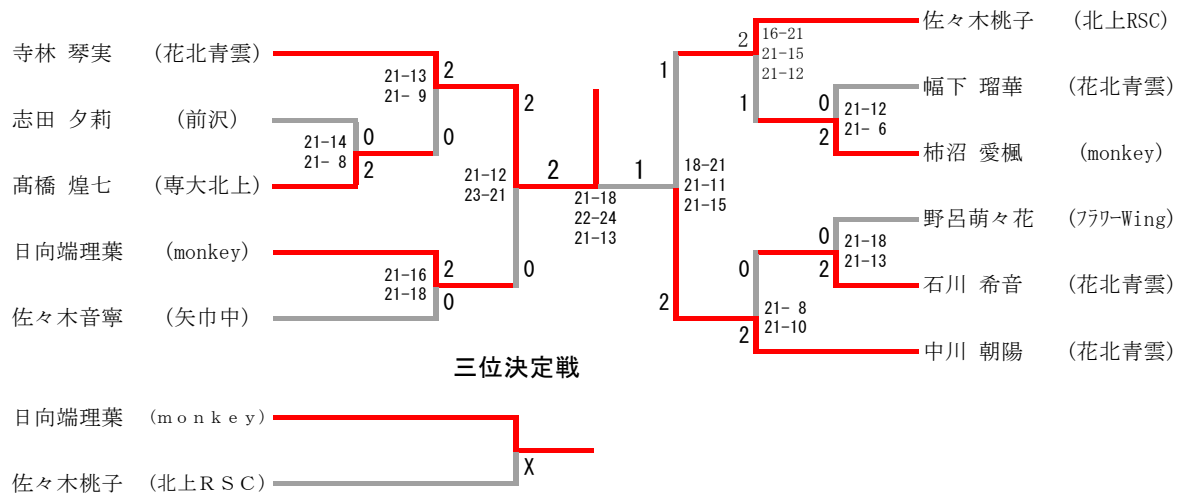 寺林 琴実 (花北青雲)
志田 夕莉 (前沢)
髙橋 煌七 (専大北上)
日向端理葉 (monkey)
佐々木音寧 (矢巾中)
21-13
21- 9
2
0
21-14
21- 8
0
2
21-16
21-18
2
0
21-12
23-21
2
0
2
21-18
22-24
21-13
1
18-21
21-11
21-15
1
2
2
16-21
21-15
21-12
1
0
21-12
21- 6
2
0
21-18
21-13
2
0
21- 8
21-10
2
佐々木桃子 (北上RSC)
幅下 瑠華 (花北青雲)
柿沼 愛楓 (monkey)
野呂萌々花 (ﾌﾗﾜｰWing)
石川 希音 (花北青雲)
中川 朝陽 (花北青雲)
三位決定戦
日向端理葉 (ｍｏｎｋｅｙ)
佐々木桃子 (北上ＲＳＣ)
X